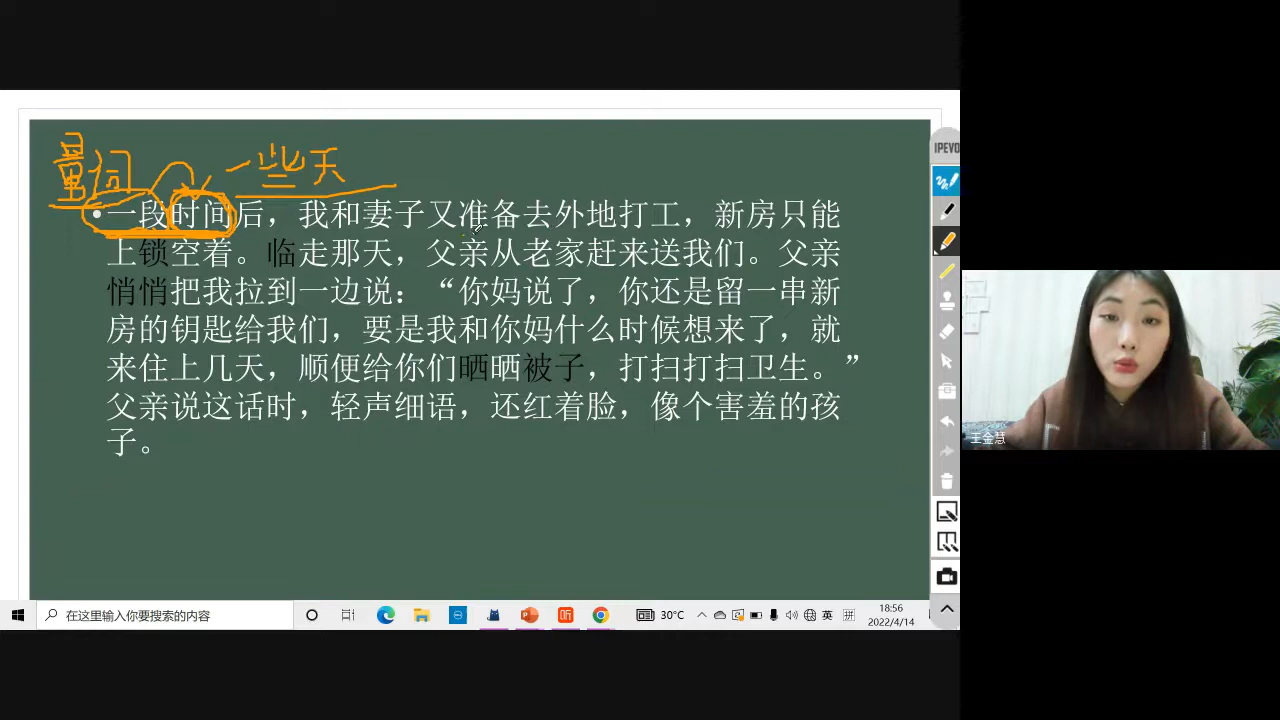 量词 一些天
IPEVO
• 一段时间后，我和妻子又准备去外地打工，新房只能
上锁空着。临走那天，父亲从老家赶来送我们。父亲
悄悄把我拉到一边说：“你妈说了，你还是留一串新
房的钥匙给我们，要是我和你妈什么时候想来了，就
来住上几天，顺便给你们晒晒被子，打扫打扫卫生。”
父亲说这话时，轻声细语，还红着脸，像个害羞的孩
子。
王金慧
在这里输入你要搜索的内容
30°C
英
拼
18:56
2022/4/14